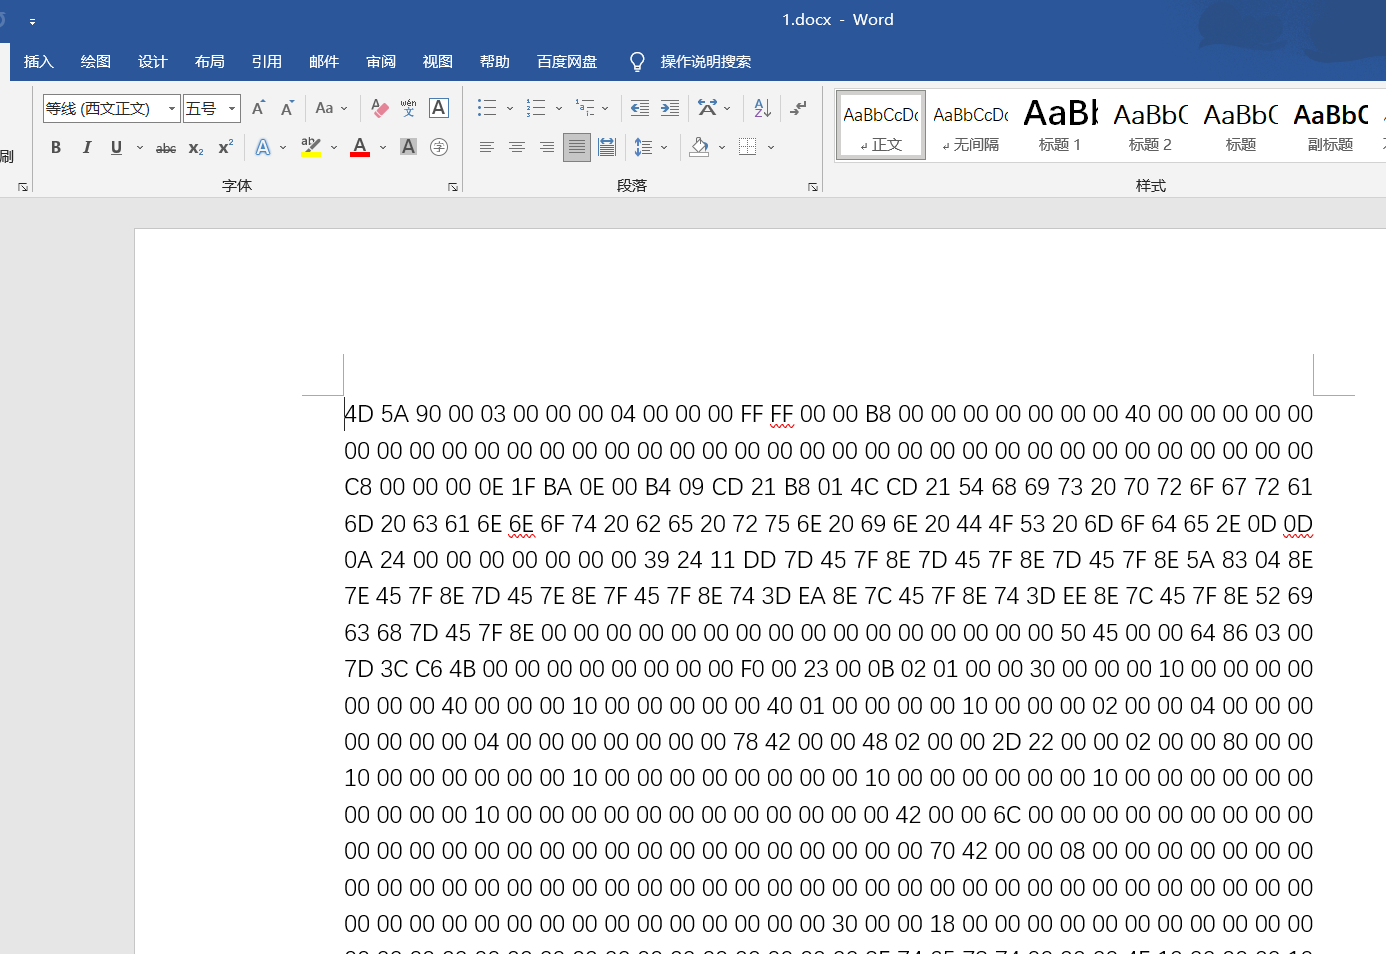 1.docx - Word
插入 绘图 设计 布局 引用 邮件 审阅 视图 帮助 百度网盘 操作说明搜索
等线 (西文正文) 五号 A A Aa A wén 文 A
AaBbCcDc AaBbCcDc AaBb AaBbC AaBbC AaBbC
正文 无间隔 标题 1 标题 2 标题 副标题
刷 B I U abc x₂ x² A aby A A 字
字体 段落 样式
4D 5A 90 00 03 00 00 00 04 00 00 00 FF FF 00 00 B8 00 00 00 00 00 00 00 40 00 00 00 00 00
00 00 00 00 00 00 00 00 00 00 00 00 00 00 00 00 00 00 00 00 00 00 00 00 00 00 00 00 00 00
C8 00 00 00 0E 1F BA 0E 00 B4 09 CD 21 B8 01 4C CD 21 54 68 69 73 20 70 72 6F 67 72 61
6D 20 63 61 6E 6E 6F 74 20 62 65 20 72 75 6E 20 69 6E 20 44 4F 53 20 6D 6F 64 65 2E 0D 0D
0A 24 00 00 00 00 00 00 00 39 24 11 DD 7D 45 7F 8E 7D 45 7F 8E 7D 45 7F 8E 5A 83 04 8E
7E 45 7F 8E 7D 45 7E 8E 7F 45 7F 8E 74 3D EA 8E 7C 45 7F 8E 74 3D EE 8E 7C 45 7F 8E 52 69
63 68 7D 45 7F 8E 00 00 00 00 00 00 00 00 00 00 00 00 00 00 00 00 50 45 00 00 64 86 03 00
7D 3C C6 4B 00 00 00 00 00 00 00 00 F0 00 23 00 0B 02 01 00 00 30 00 00 00 10 00 00 00 00
00 00 00 40 00 00 00 10 00 00 00 00 00 40 01 00 00 00 00 10 00 00 00 02 00 00 04 00 00 00
00 00 00 00 04 00 00 00 00 00 00 00 78 42 00 00 48 02 00 00 2D 22 00 00 02 00 00 80 00 00
10 00 00 00 00 00 00 10 00 00 00 00 00 00 00 00 10 00 00 00 00 00 00 10 00 00 00 00 00 00
00 00 00 00 10 00 00 00 00 00 00 00 00 00 00 00 00 42 00 00 6C 00 00 00 00 00 00 00 00 00
00 00 00 00 00 00 00 00 00 00 00 00 00 00 00 00 00 00 70 42 00 00 08 00 00 00 00 00 00 00
00 00 00 00 00 00 00 00 00 00 00 00 00 00 00 00 00 00 00 00 00 00 00 00 00 00 00 00 00 00
00 00 00 00 00 00 00 00 00 00 00 00 00 00 00 30 00 00 18 00 00 00 00 00 00 00 00 00 00 00